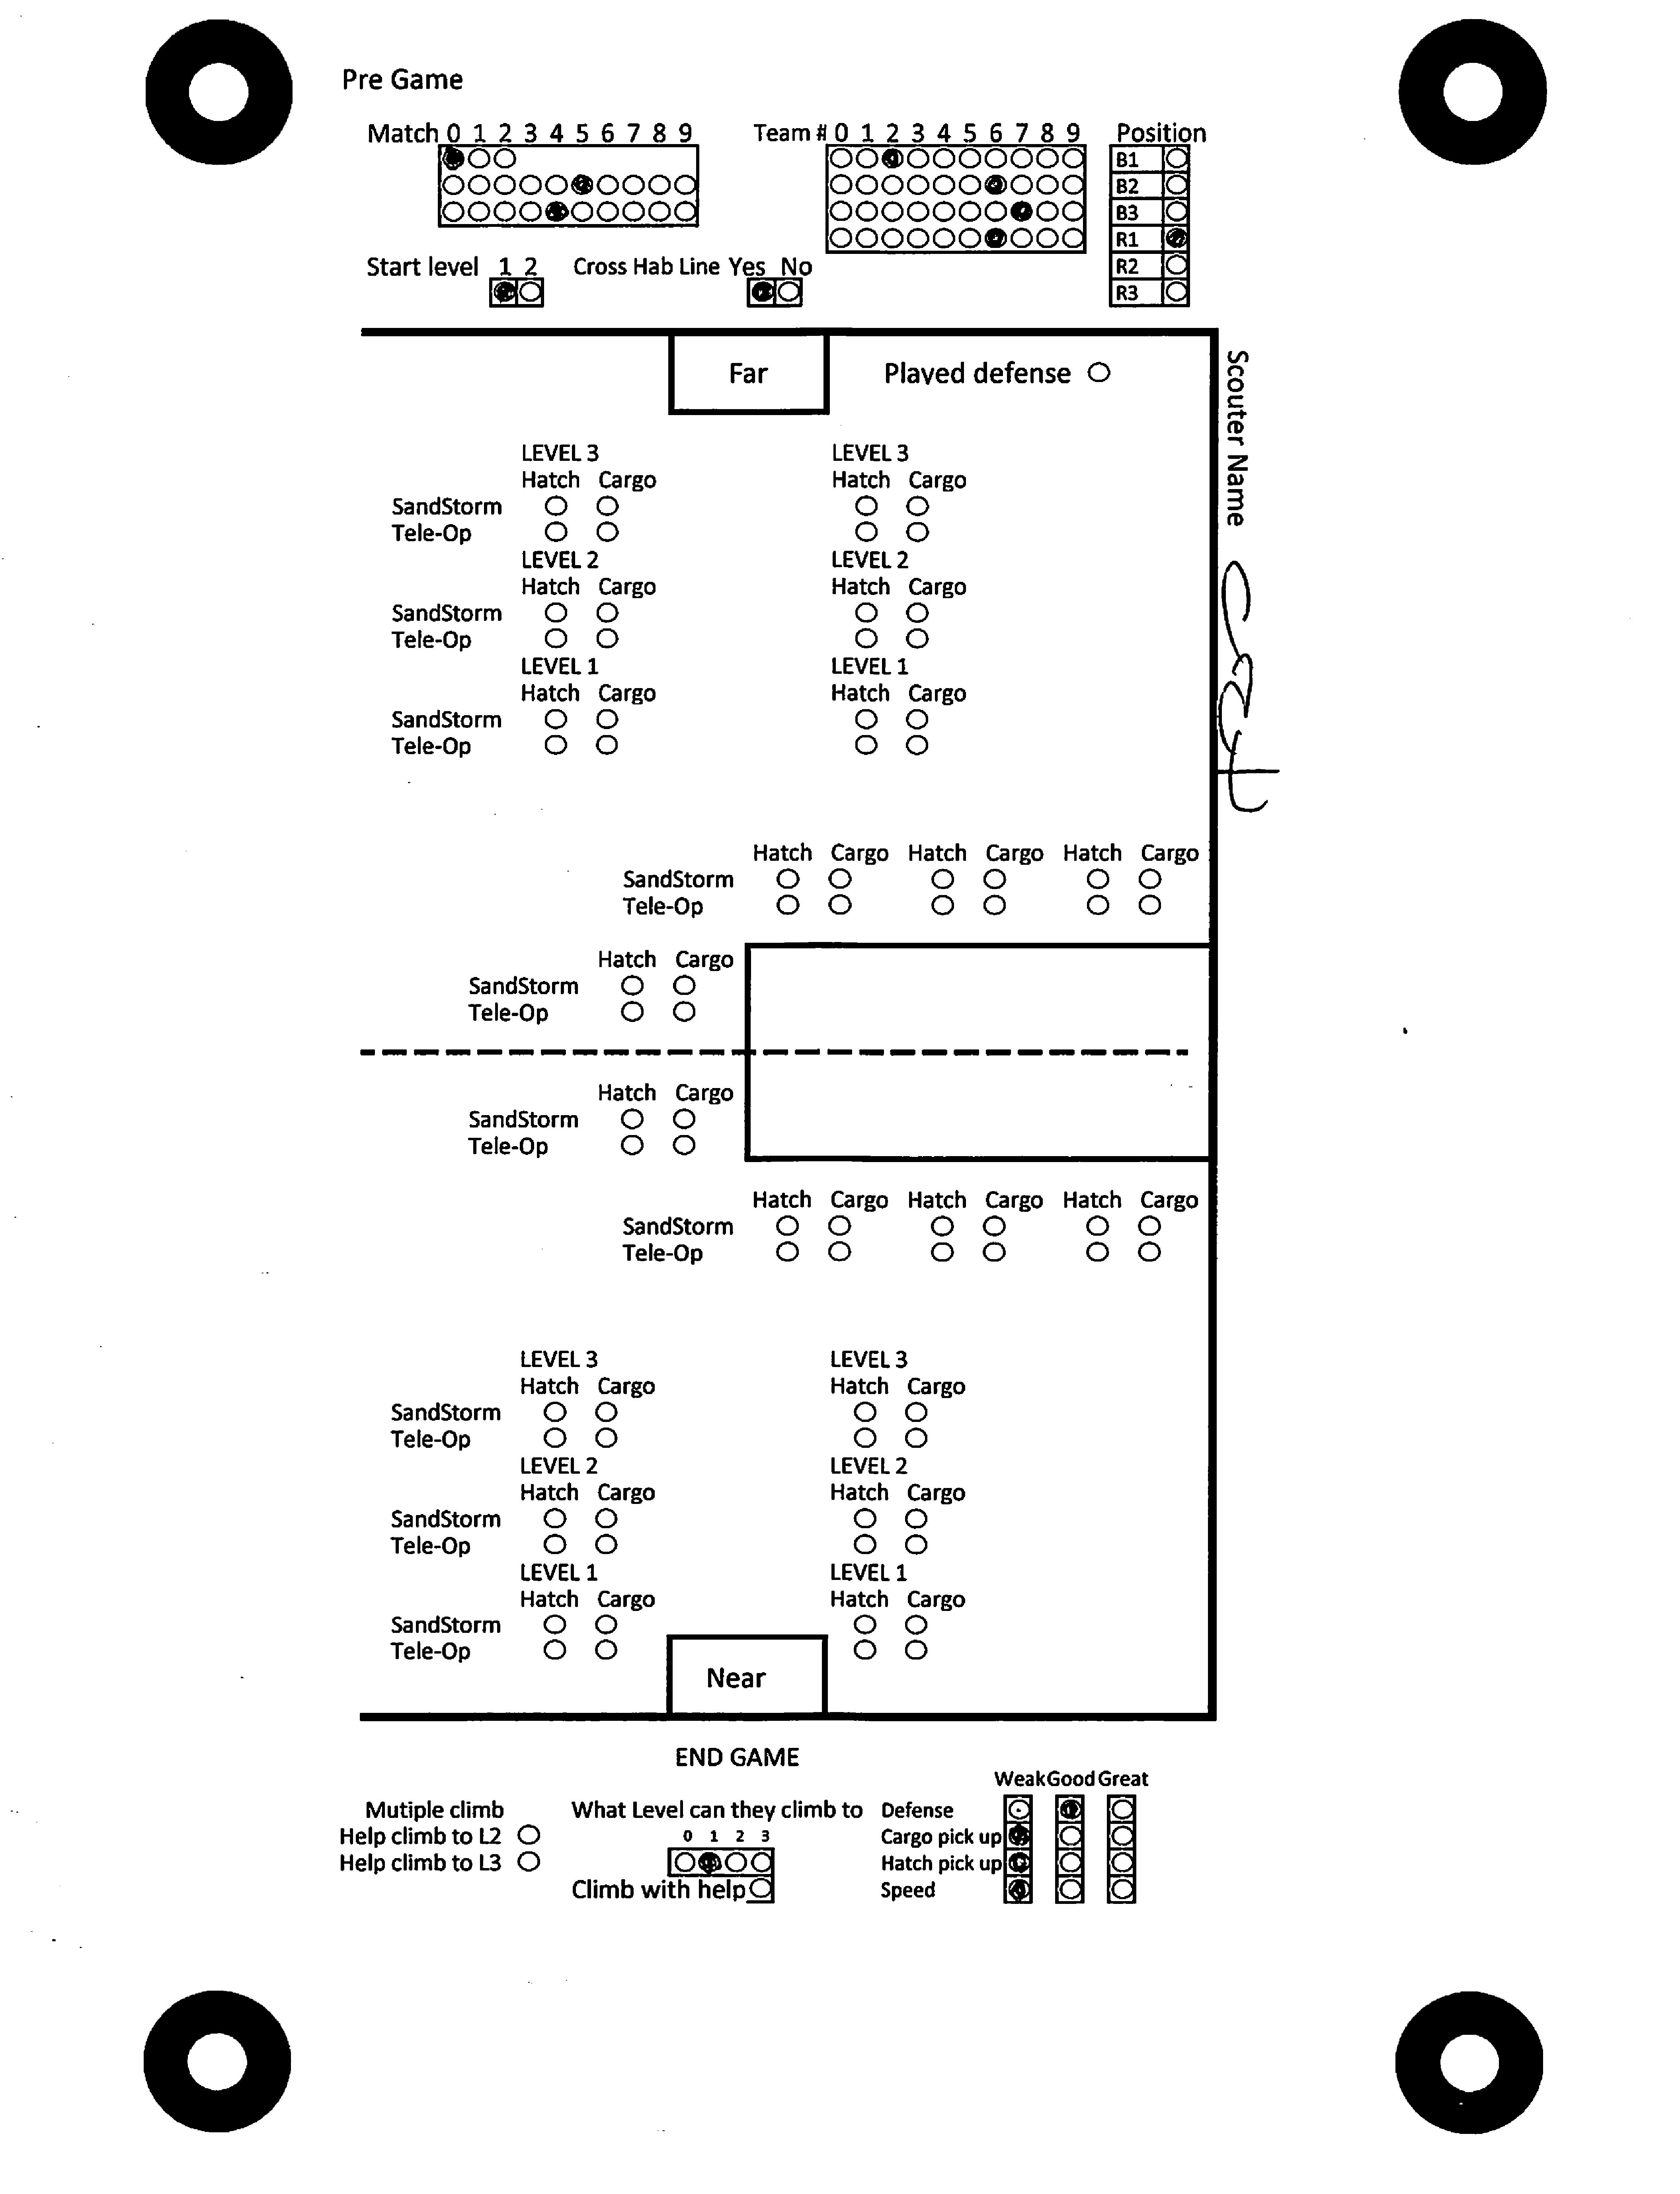 Pre Game
Match 0 1 2 3 4 5 6 7 8 9
Team # 0 1 2 3 4 5 6 7 8 9
Position
B1
B2
B3
R1
R2
R3
Start level 1 2
Cross Hab Line Yes No
Far
Played defense
Scouter Name
LEVEL 3 LEVEL 3
Hatch Cargo Hatch Cargo
SandStorm
Tele-Op
LEVEL 2 LEVEL 2
Hatch Cargo Hatch Cargo
SandStorm
Tele-Op
LEVEL 1 LEVEL 1
Hatch Cargo Hatch Cargo
SandStorm
Tele-Op
Hatch Cargo Hatch Cargo Hatch Cargo
SandStorm
Tele-Op
Hatch Cargo
SandStorm
Tele-Op
Hatch Cargo
SandStorm
Tele-Op
Hatch Cargo Hatch Cargo Hatch Cargo
SandStorm
Tele-Op
LEVEL 3 LEVEL 3
Hatch Cargo Hatch Cargo
SandStorm
Tele-Op
LEVEL 2 LEVEL 2
Hatch Cargo Hatch Cargo
SandStorm
Tele-Op
LEVEL 1 LEVEL 1
Hatch Cargo Hatch Cargo
SandStorm
Tele-Op
Near
END GAME
Mutiple climb
Help climb to L2
Help climb to L3
What Level can they climb to
0 1 2 3
Climb with help
Weak Good Great
Defense
Cargo pick up
Hatch pick up
Speed